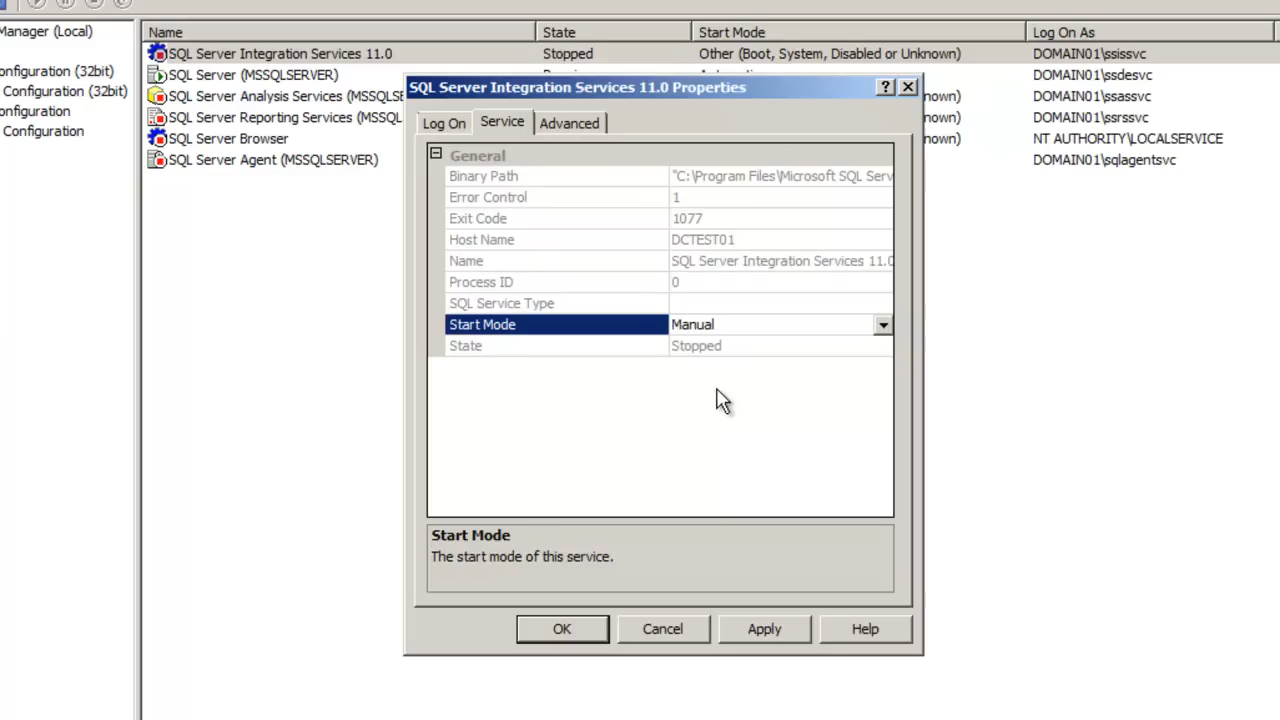 Manager (Local)
onfiguration (32bit)
Configuration (32bit)
onfiguration
Configuration
Name State Start Mode Log On As
SQL Server Integration Services 11.0 Stopped Other (Boot, System, Disabled or Unknown) DOMAIN01\ssissvc
SQL Server (MSSQLSERVER) DOMAIN01\ssdesvc
SQL Server Analysis Services (MSSQLSE nown) DOMAIN01\ssassvc
SQL Server Reporting Services (MSSQL nown) DOMAIN01\ssrssvc
SQL Server Browser nown) NT AUTHORITY\LOCALSERVICE
SQL Server Agent (MSSQLSERVER) DOMAIN01\sqlagentsvc
SQL Server Integration Services 11.0 Properties
Log On Service Advanced
General
Binary Path "C:\Program Files\Microsoft SQL Serv
Error Control 1
Exit Code 1077
Host Name DCTEST01
Name SQL Server Integration Services 11.0
Process ID 0
SQL Service Type
Start Mode Manual
State Stopped
Start Mode
The start mode of this service.
OK Cancel Apply Help